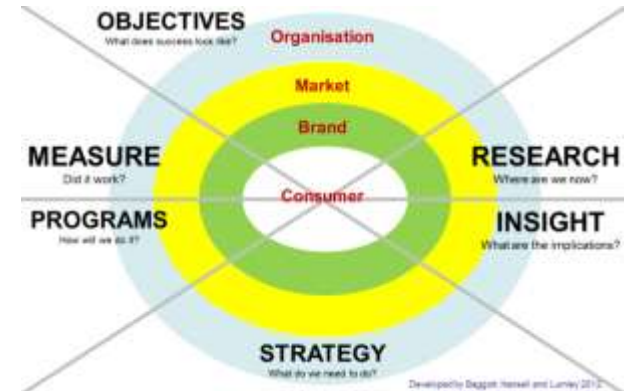 OBJECTIVES
What does success look like?
Organisation
Market
Brand
MEASURE
Did it work?
RESEARCH
Where are we now?
Consumer
PROGRAMS
How will we do it?
INSIGHT
What are the implications?
STRATEGY
What do we need to do?
Developed by Baggott Hansell and Lumley